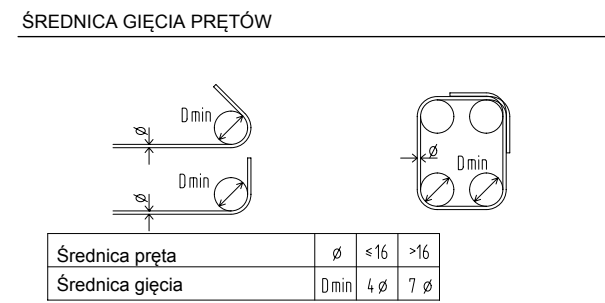 ŚREDNICA GIĘCIA PRĘTÓW
Dmin
ø
ø
Dmin
Dmin
ø
Średnica pręta ø ≤16 >16
Średnica gięcia Dmin 4ø 7ø